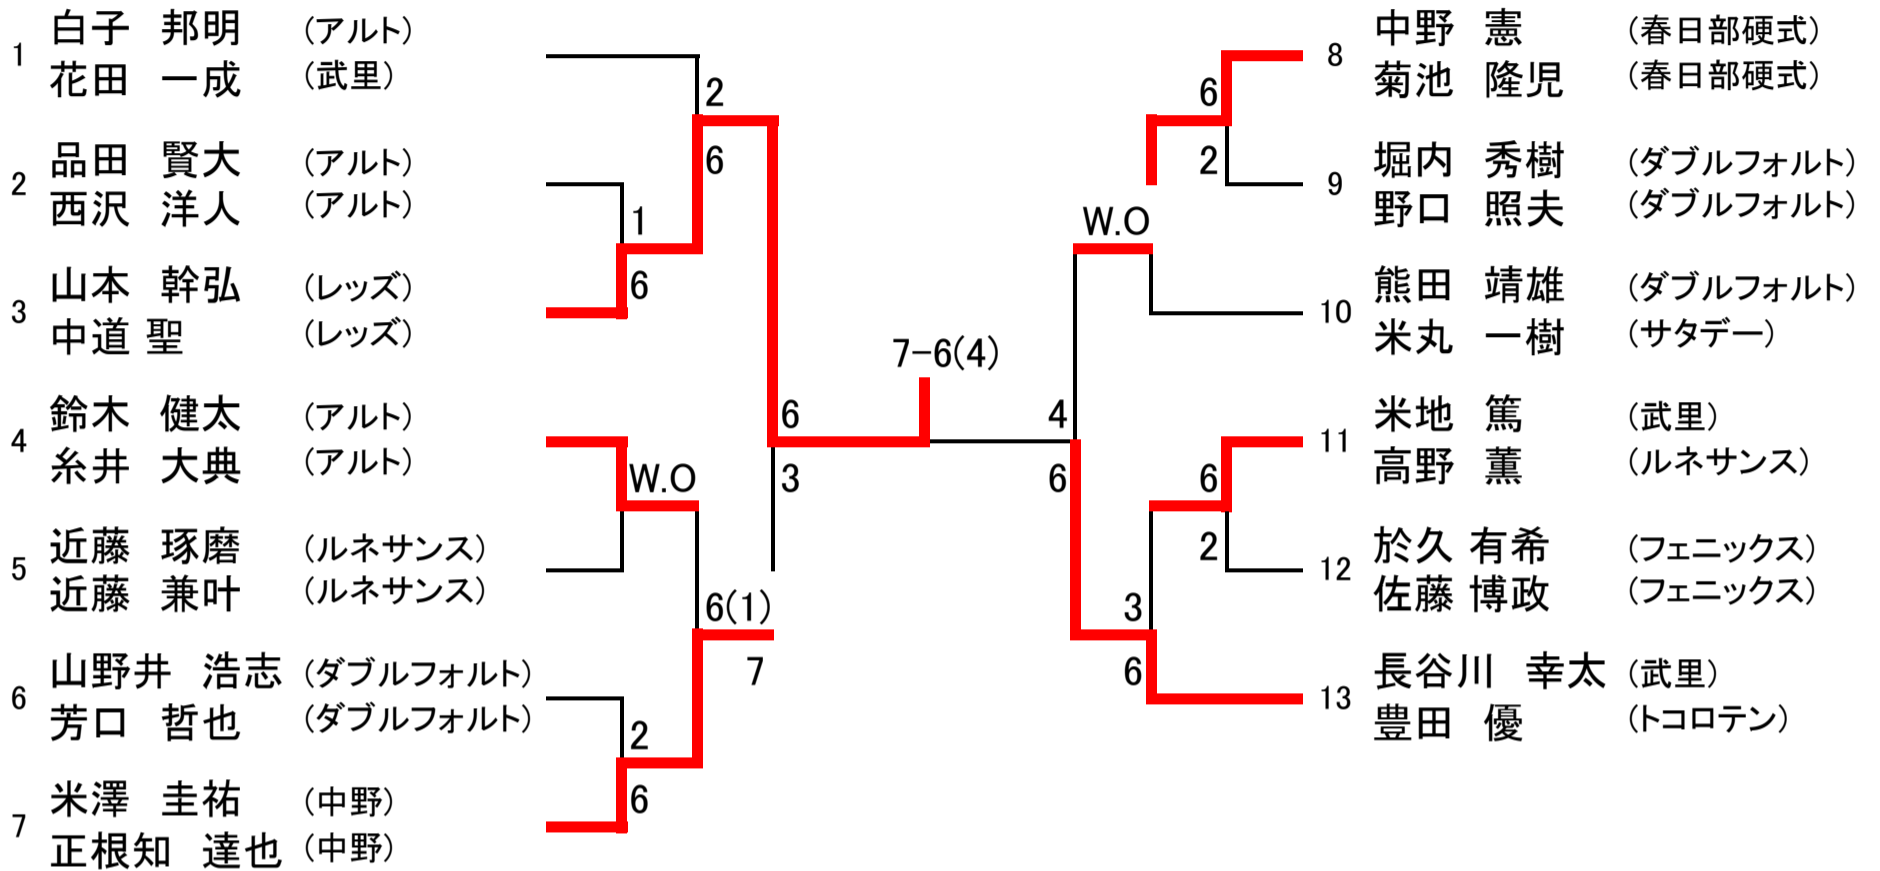 1
白子 邦明 (アルト)
花田 一成 (武里)
2
品田 賢大 (アルト)
西沢 洋人 (アルト)
3
山本 幹弘 (レッズ)
中道 聖 (レッズ)
4
鈴木 健太 (アルト)
糸井 大典 (アルト)
5
近藤 琢磨 (ルネサンス)
近藤 兼叶 (ルネサンス)
6
山野井 浩志 (ダブルフォルト)
芳口 哲也 (ダブルフォルト)
7
米澤 圭祐 (中野)
正根知 達也 (中野)
2
6
1
6
W.O
6(1)
7
2
6
6
3
7-6(4)
4
6
W.O
6
2
6
2
3
6
8
中野 憲 (春日部硬式)
菊池 隆児 (春日部硬式)
9
堀内 秀樹 (ダブルフォルト)
野口 照夫 (ダブルフォルト)
10
熊田 靖雄 (ダブルフォルト)
米丸 一樹 (サタデー)
11
米地 篤 (武里)
高野 薫 (ルネサンス)
12
於久 有希 (フェニックス)
佐藤 博政 (フェニックス)
13
長谷川 幸太 (武里)
豊田 優 (トコロテン)